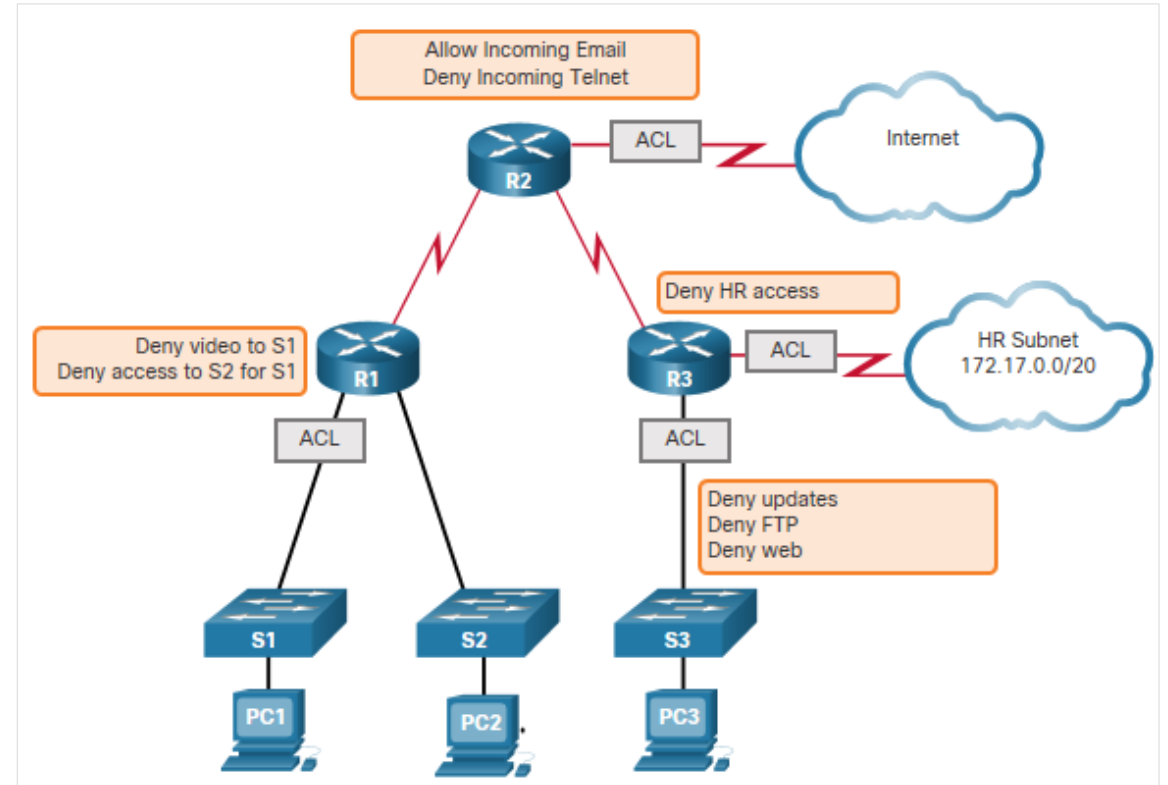 Allow Incoming Email
Deny Incoming Telnet
ACL
Internet
R2
Deny HR access
Deny video to S1
Deny access to S2 for S1
R1
R3
ACL
HR Subnet
172.17.0.0/20
ACL
ACL
Deny updates
Deny FTP
Deny web
S1
S2
S3
PC1
PC2
PC3